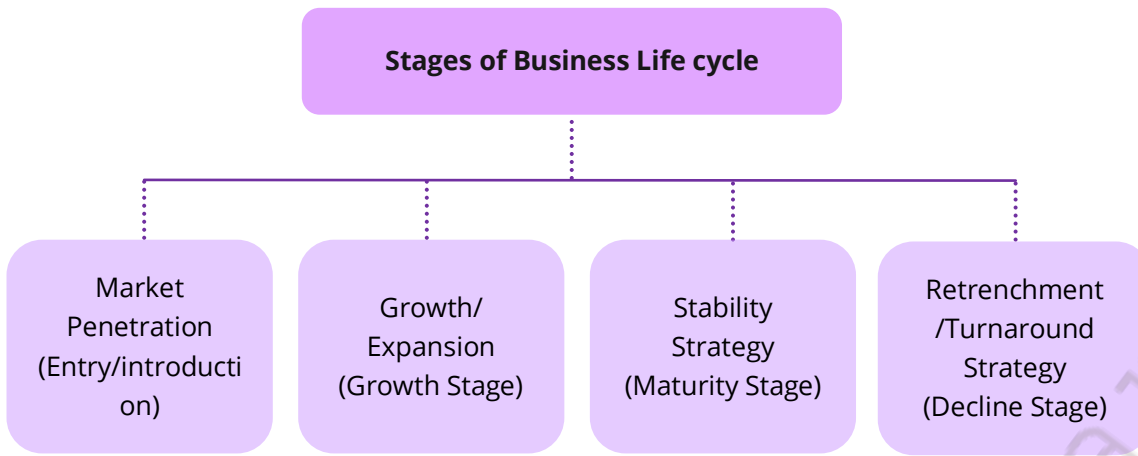 Stages of Business Life cycle
Market
Penetration
(Entry/introducti
on)
Growth/
Expansion
(Growth Stage)
Stability
Strategy
(Maturity Stage)
Retrenchment
/Turnaround
Strategy
(Decline Stage)